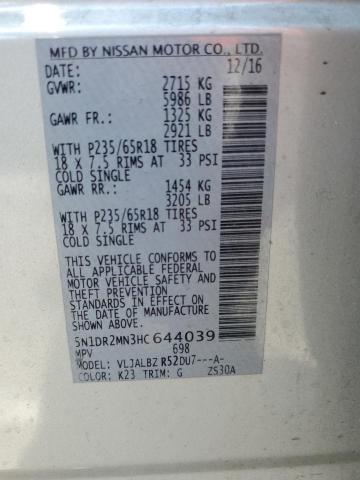 MFD BY NISSAN MOTOR CO., LTD.
DATE: 12/16
GVWR: 2715 KG
5986 LB
GAWR FR.: 1325 KG
2921 LB
WITH P235/65R18 TIRES
18 X 7.5 RIMS AT 33 PSI
COLD SINGLE
GAWR RR.: 1454 KG
3205 LB
WITH P235/65R18 TIRES
18 X 7.5 RIMS AT 33 PSI
COLD SINGLE
THIS VEHICLE CONFORMS TO
ALL APPLICABLE FEDERAL
MOTOR VEHICLE SAFETY AND
THEFT PREVENTION
STANDARDS IN EFFECT ON
THE DATE OF MANUFACTURE
SHOWN ABOVE.
5N1DR2MN3HC644039
MPV 698
MODEL: VLJALBZ R52DU7---A-
COLOR: K23 TRIM: G ZS30A